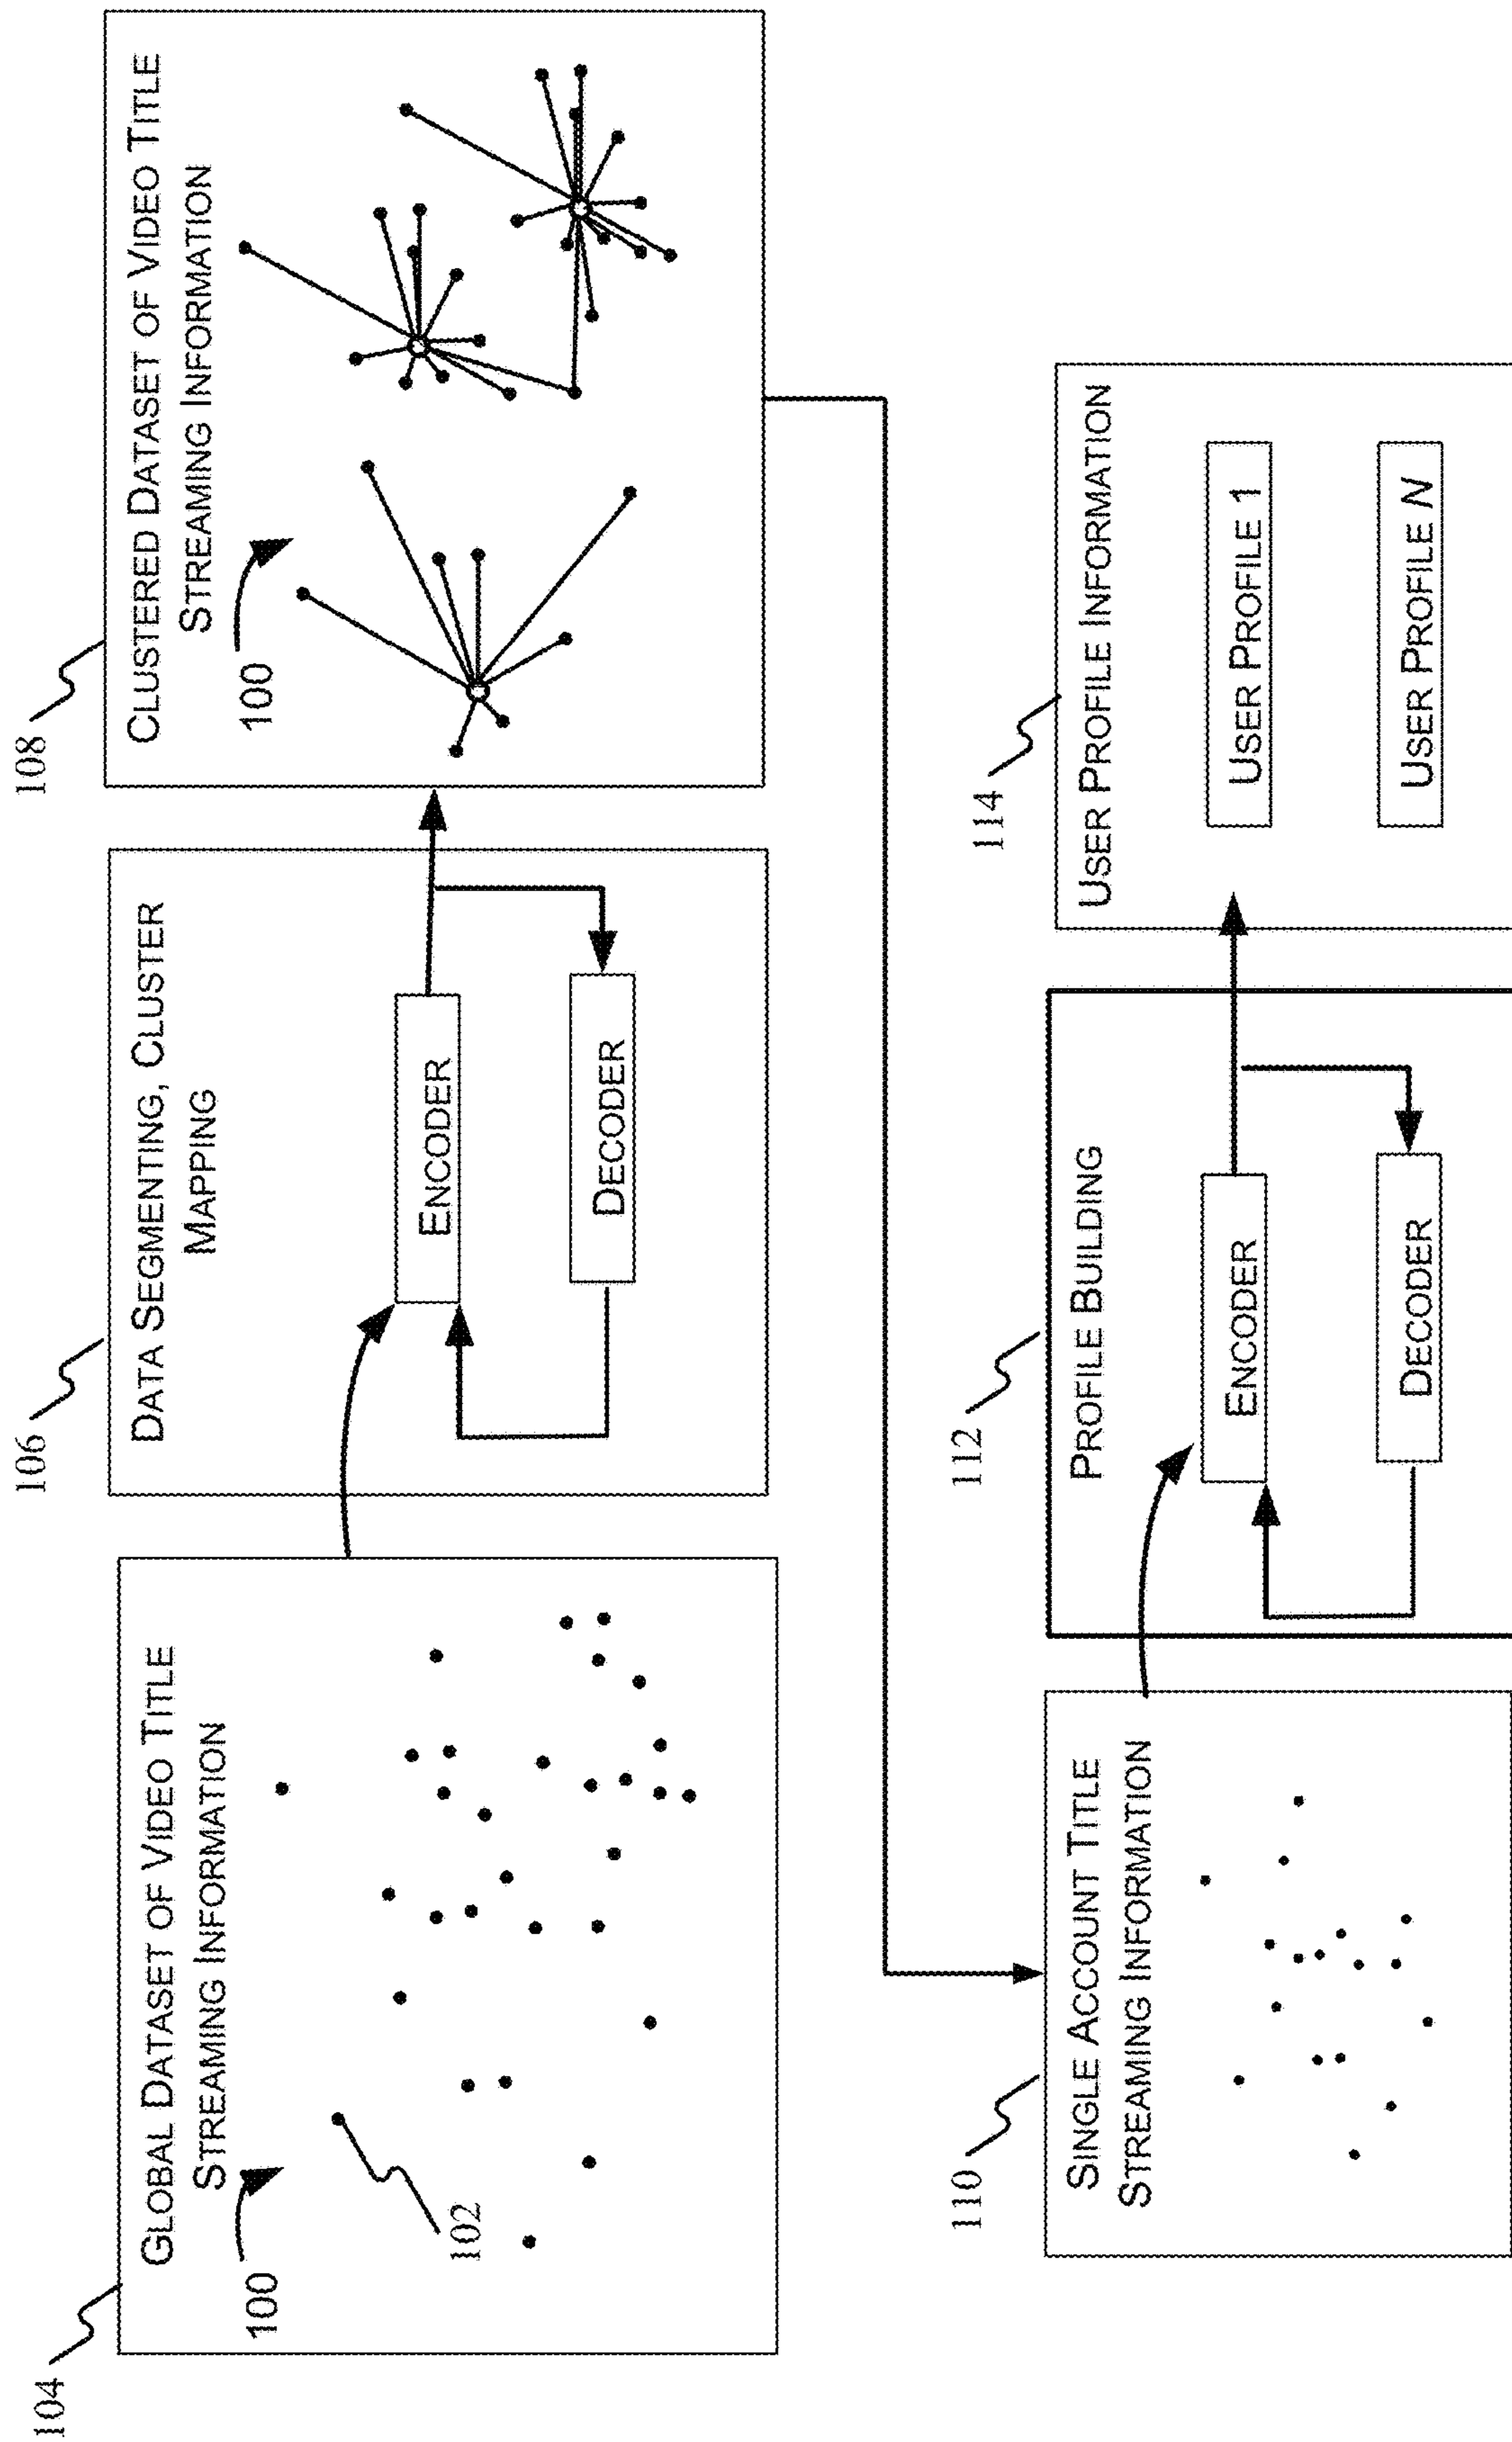 104
GLOBAL DATASET OF VIDEO TITLE
STREAMING INFORMATION
100
102
106
DATA SEGMENTING, CLUSTER
MAPPING
ENCODER
DECODER
108
CLUSTERED DATASET OF VIDEO TITLE
STREAMING INFORMATION
100
110
SINGLE ACCOUNT TITLE
STREAMING INFORMATION
112
PROFILE BUILDING
ENCODER
DECODER
114
USER PROFILE INFORMATION
USER PROFILE 1
USER PROFILE N